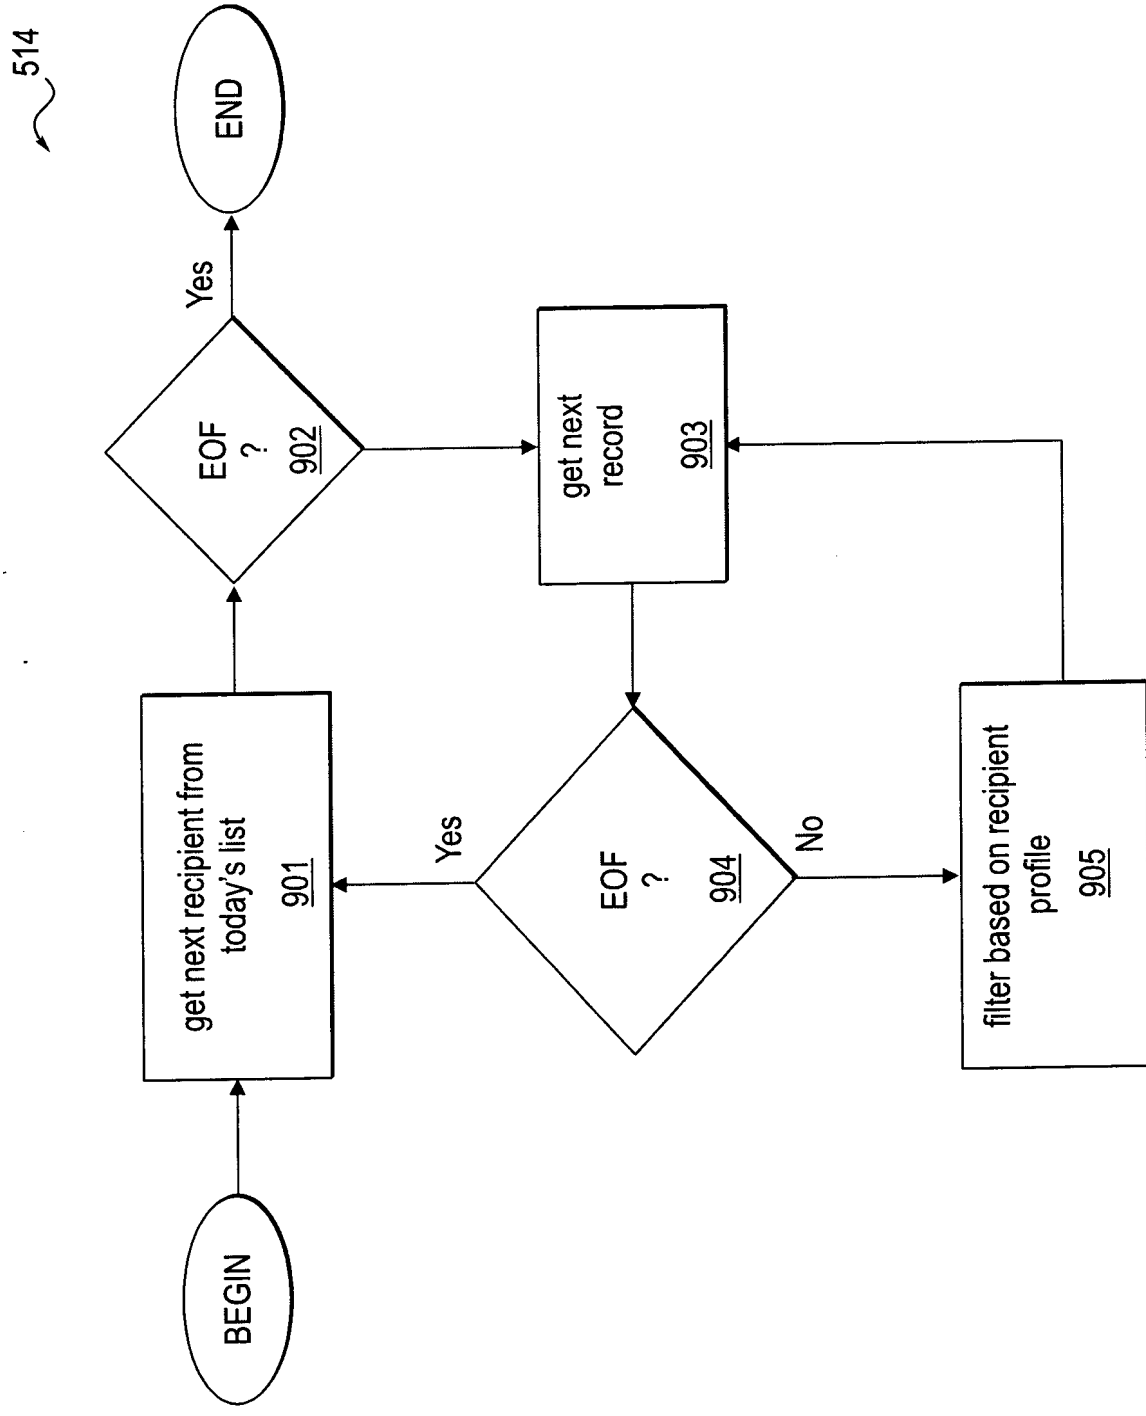 514
BEGIN
get next recipient from
today's list
901
EOF
?
902
Yes
END
get next
record
903
EOF
?
904
Yes
No
filter based on recipient
profile
905